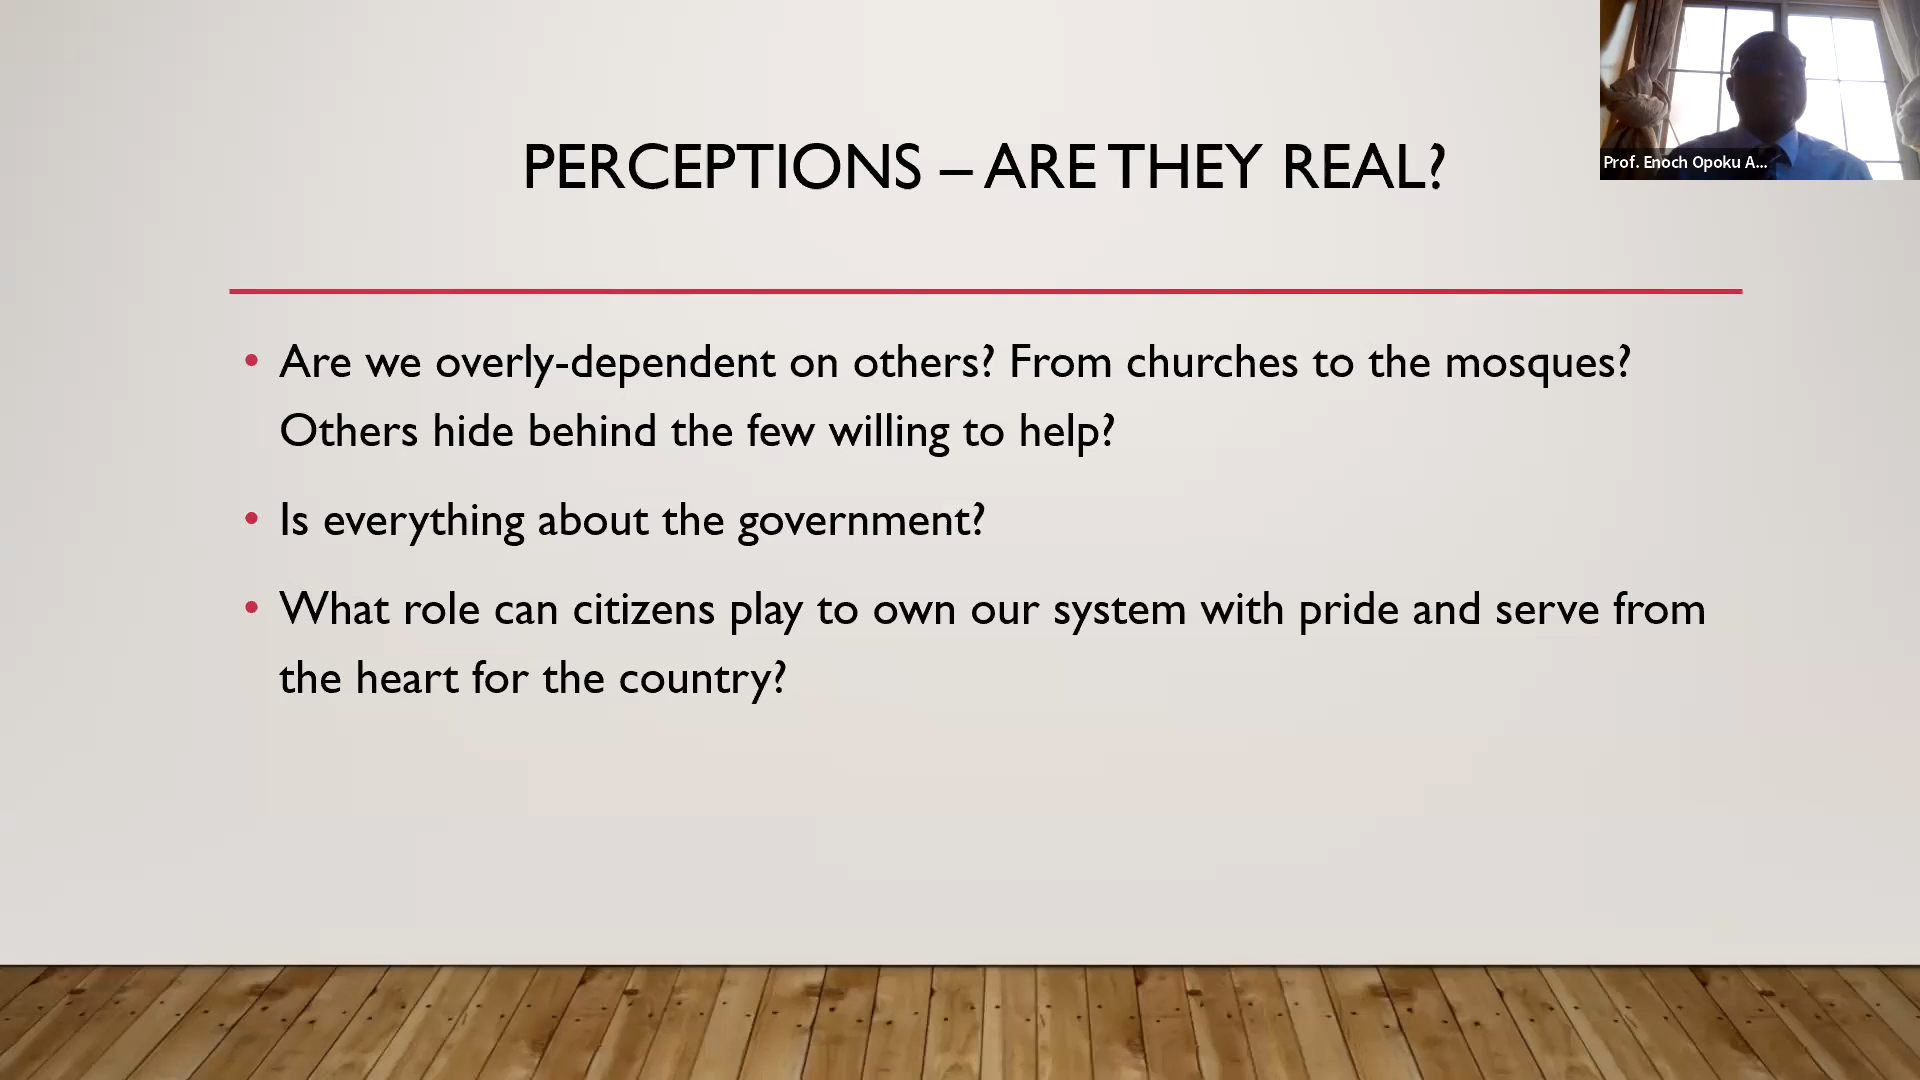 PERCEPTIONS – ARE THEY REAL?
Prof. Enoch Opoku A...
• Are we overly-dependent on others? From churches to the mosques?
Others hide behind the few willing to help?
• Is everything about the government?
• What role can citizens play to own our system with pride and serve from
the heart for the country?